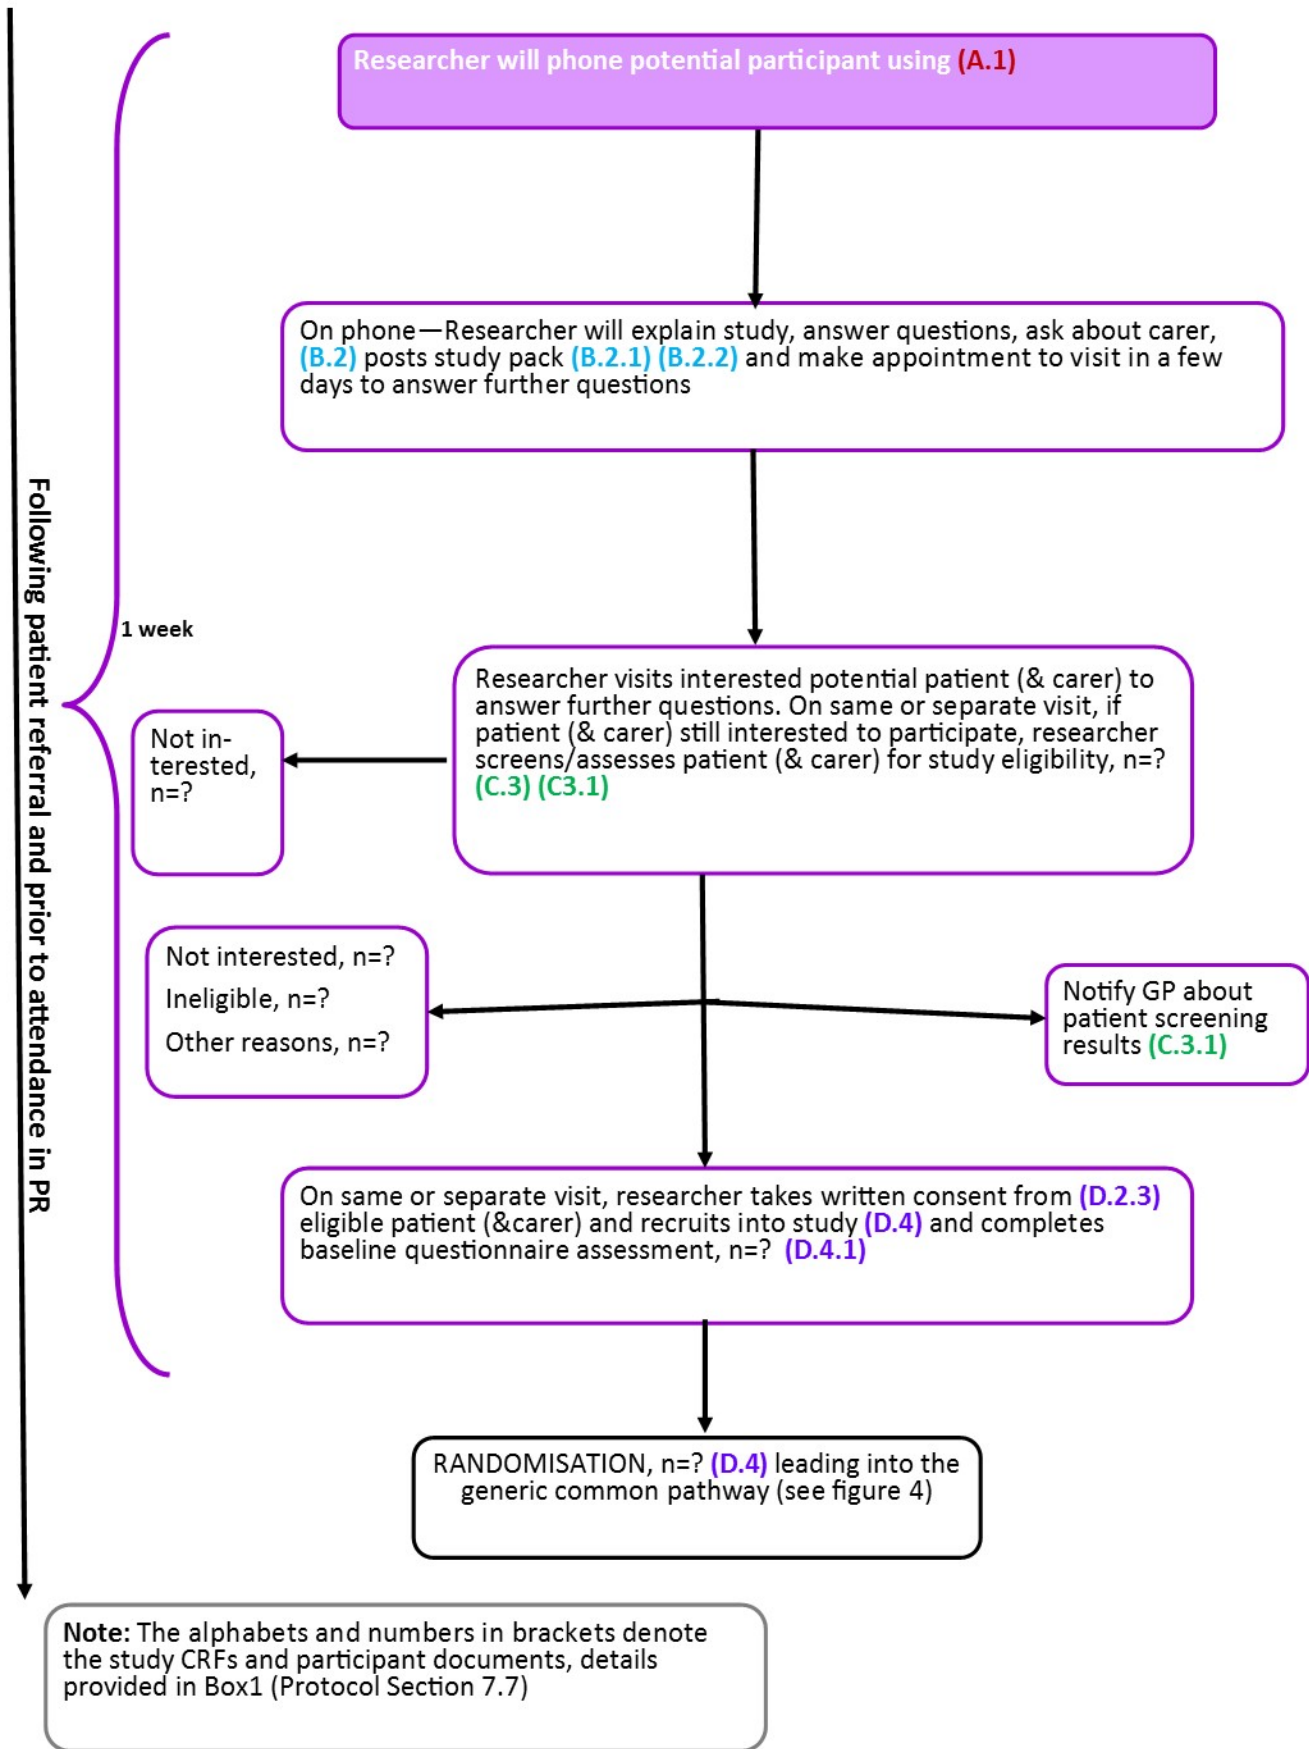 Researcher will phone potential participant using (A.1)
On phone—Researcher will explain study, answer questions, ask about carer,
(B.2) posts study pack (B.2.1) (B.2.2) and make appointment to visit in a few
days to answer further questions
Following patient referral and prior to attendance in PR
1 week
Researcher visits interested potential patient (& carer) to
answer further questions. On same or separate visit, if
patient (& carer) still interested to participate, researcher
screens/assesses patient (& carer) for study eligibility, n=?
(C.3) (C3.1)
Not in-
terested,
n=?
Not interested, n=?
Ineligible, n=?
Other reasons, n=?
Notify GP about
patient screening
results (C.3.1)
On same or separate visit, researcher takes written consent from (D.2.3)
eligible patient (&carer) and recruits into study (D.4) and completes
baseline questionnaire assessment, n=? (D.4.1)
RANDOMISATION, n=? (D.4) leading into the
generic common pathway (see figure 4)
Note: The alphabets and numbers in brackets denote
the study CRFs and participant documents, details
provided in Box1 (Protocol Section 7.7)